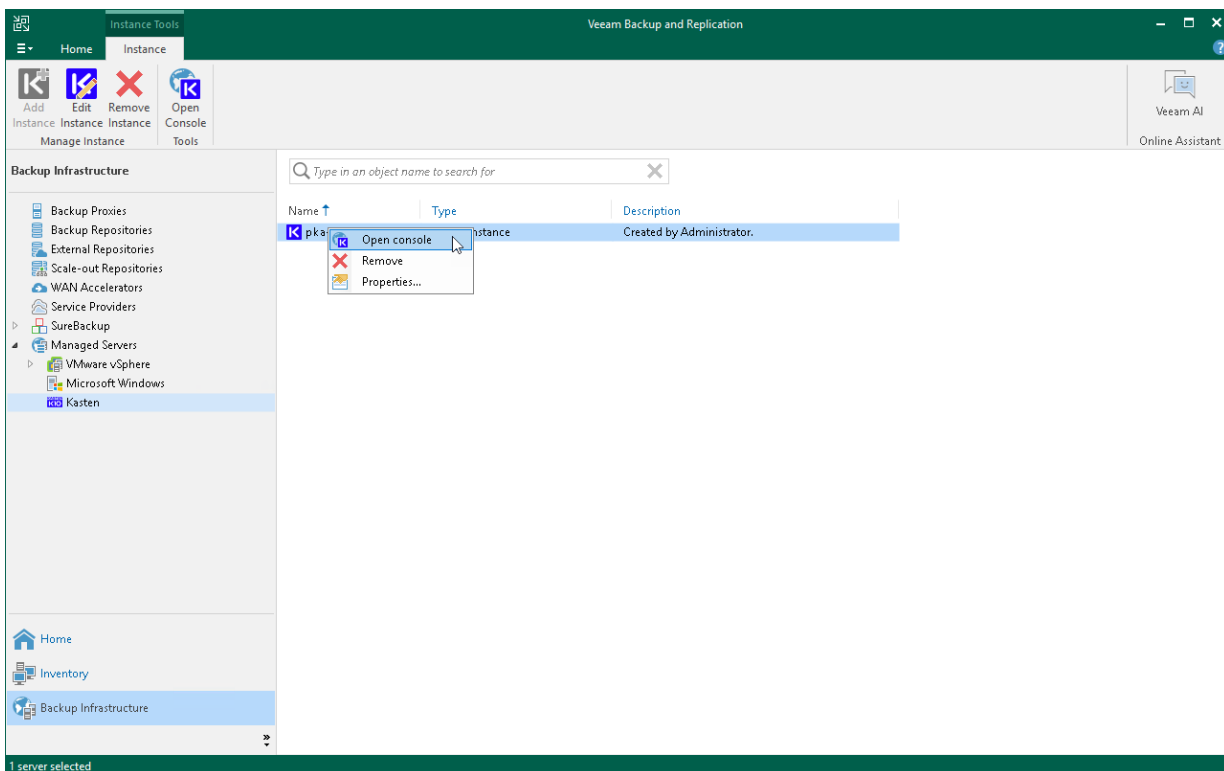 Instance Tools
Veeam Backup and Replication
Home Instance
Add Instance
Edit Instance
Remove Instance
Open Console
Manage Instance
Tools
Veeam AI
Online Assistant
Backup Infrastructure
Type in an object name to search for
Backup Proxies
Backup Repositories
External Repositories
Scale-out Repositories
WAN Accelerators
Service Providers
SureBackup
Managed Servers
VMware vSphere
Microsoft Windows
K10 Kasten
Name Type Description
Created by Administrator.
Open console
Remove
Properties...
Home
Inventory
Backup Infrastructure
1 server selected